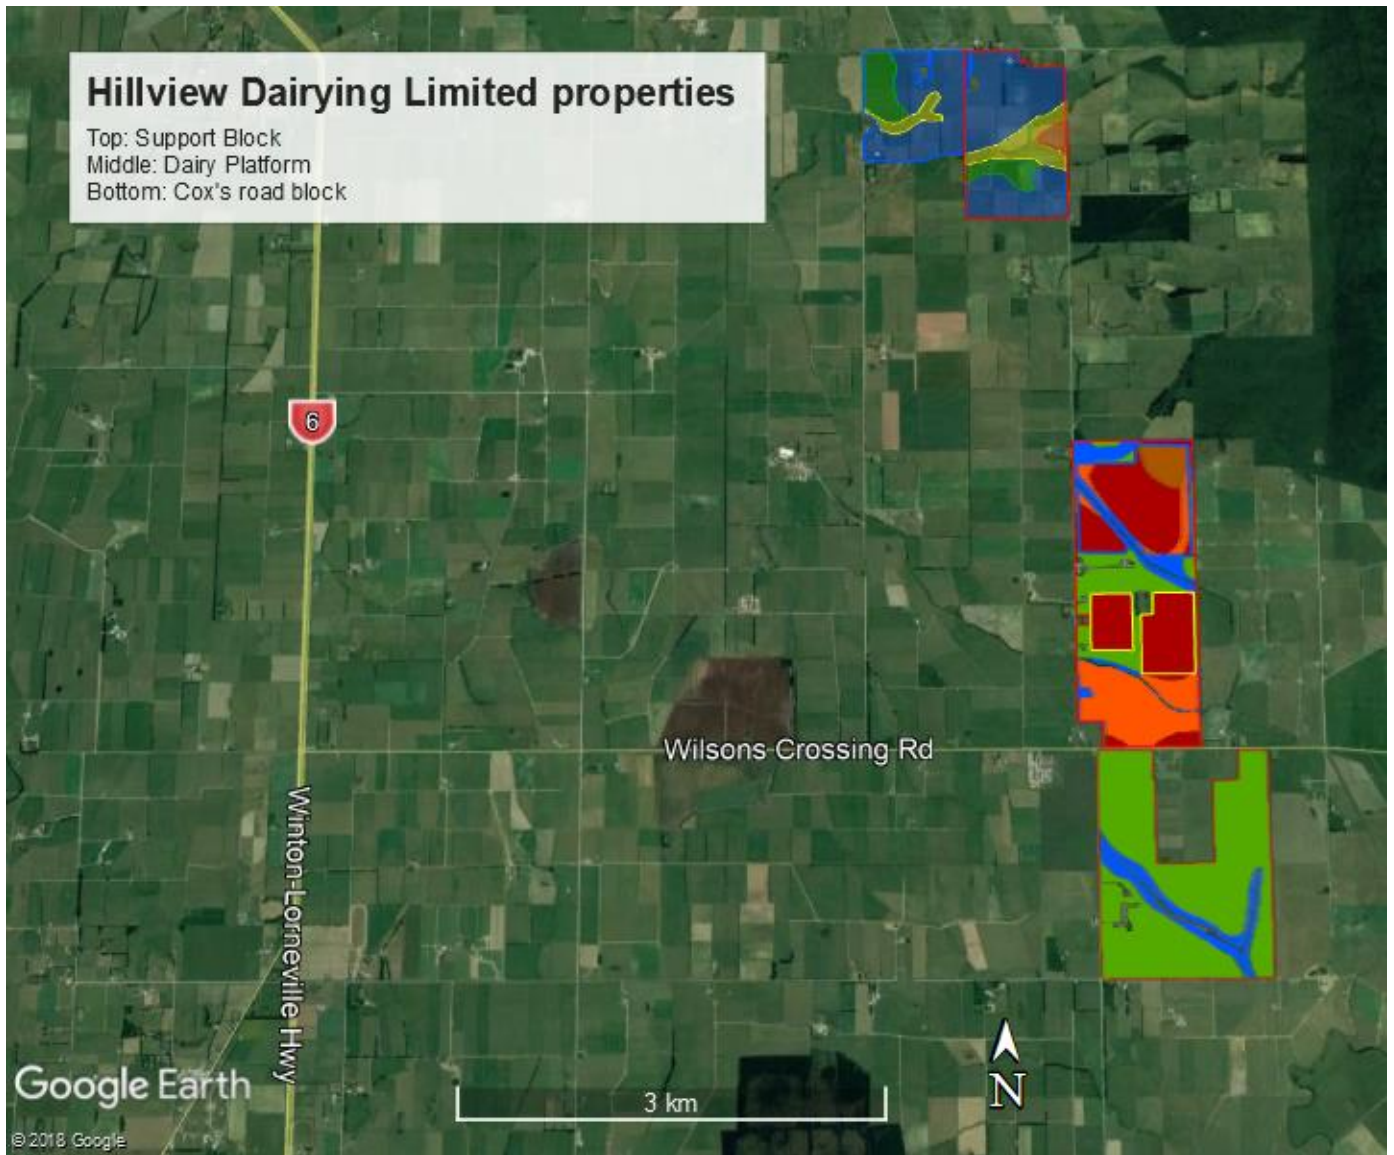 Hillview Dairying Limited properties
Top: Support Block
Middle: Dairy Platform
Bottom: Cox's road block
6
Wilsons Crossing Rd
Winton-Lorneville Hwy
Google Earth
3 km
N
© 2018 Google